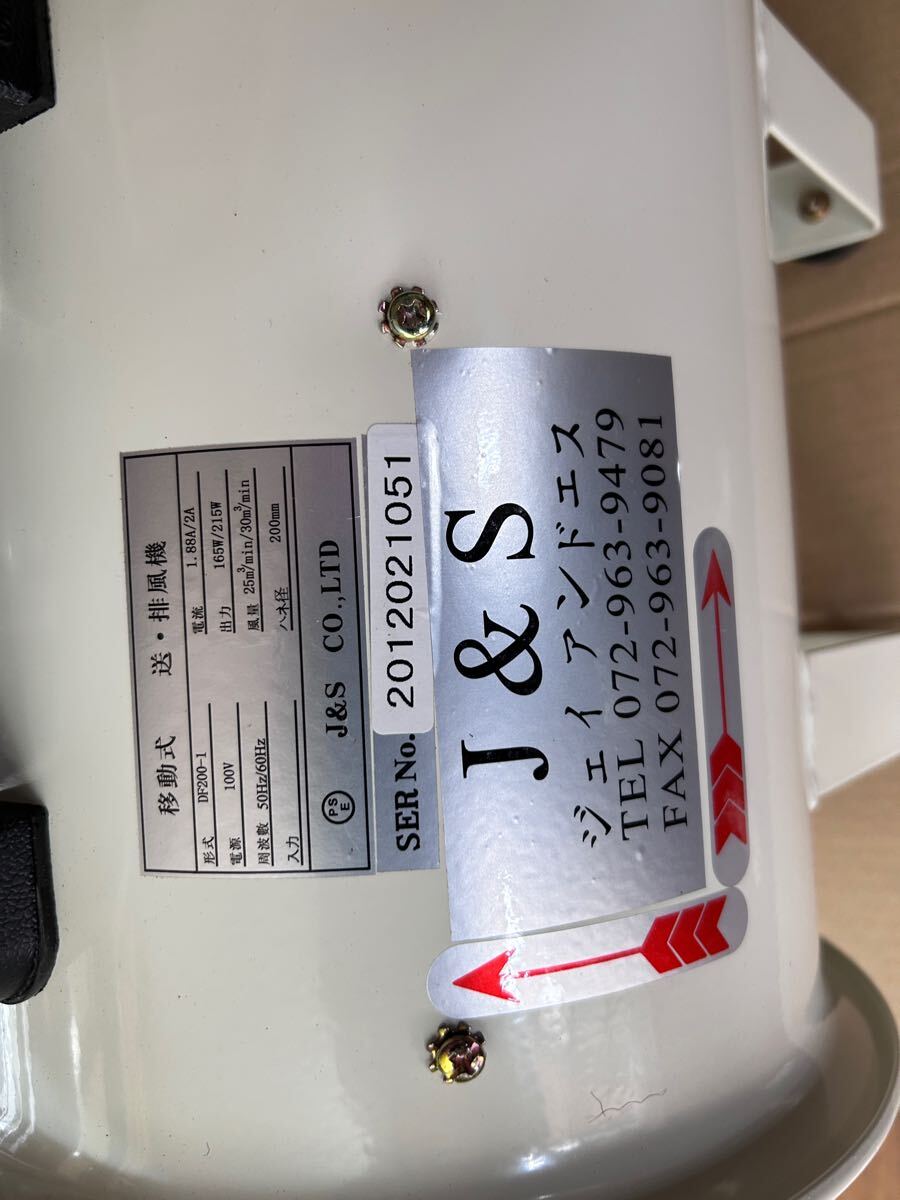 移動式 送・排風機
形式 DF200-1 電流 1.88A/2A
電源 100V 出力 165W/215W
周波數 50Hz/60Hz 風量 25m³/min/30m³/min
入力 ハネ径 200mm
PS
E
J&S CO.,LTD
SER No. 2012021051
J & S
ジェイアンドエス
TEL 072-963-9479
FAX 072-963-9081